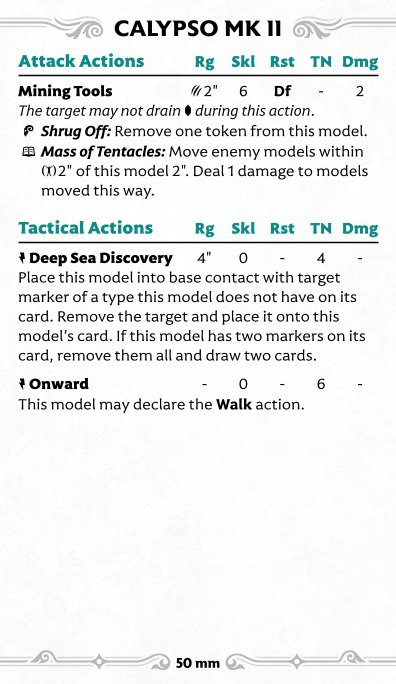 CALYPSO MK II
Attack Actions Rg Skl Rst TN Dmg
Mining Tools 2" 6 Df - 2
The target may not drain during this action.
Shrug Off: Remove one token from this model.
Mass of Tentacles: Move enemy models within
2" of this model 2". Deal 1 damage to models
moved this way.
Tactical Actions Rg Skl Rst TN Dmg
Deep Sea Discovery 4" 0 - 4 -
Place this model into base contact with target
marker of a type this model does not have on its
card. Remove the target and place it onto this
model's card. If this model has two markers on its
card, remove them all and draw two cards.
Onward - 0 - 6 -
This model may declare the Walk action.
50 mm